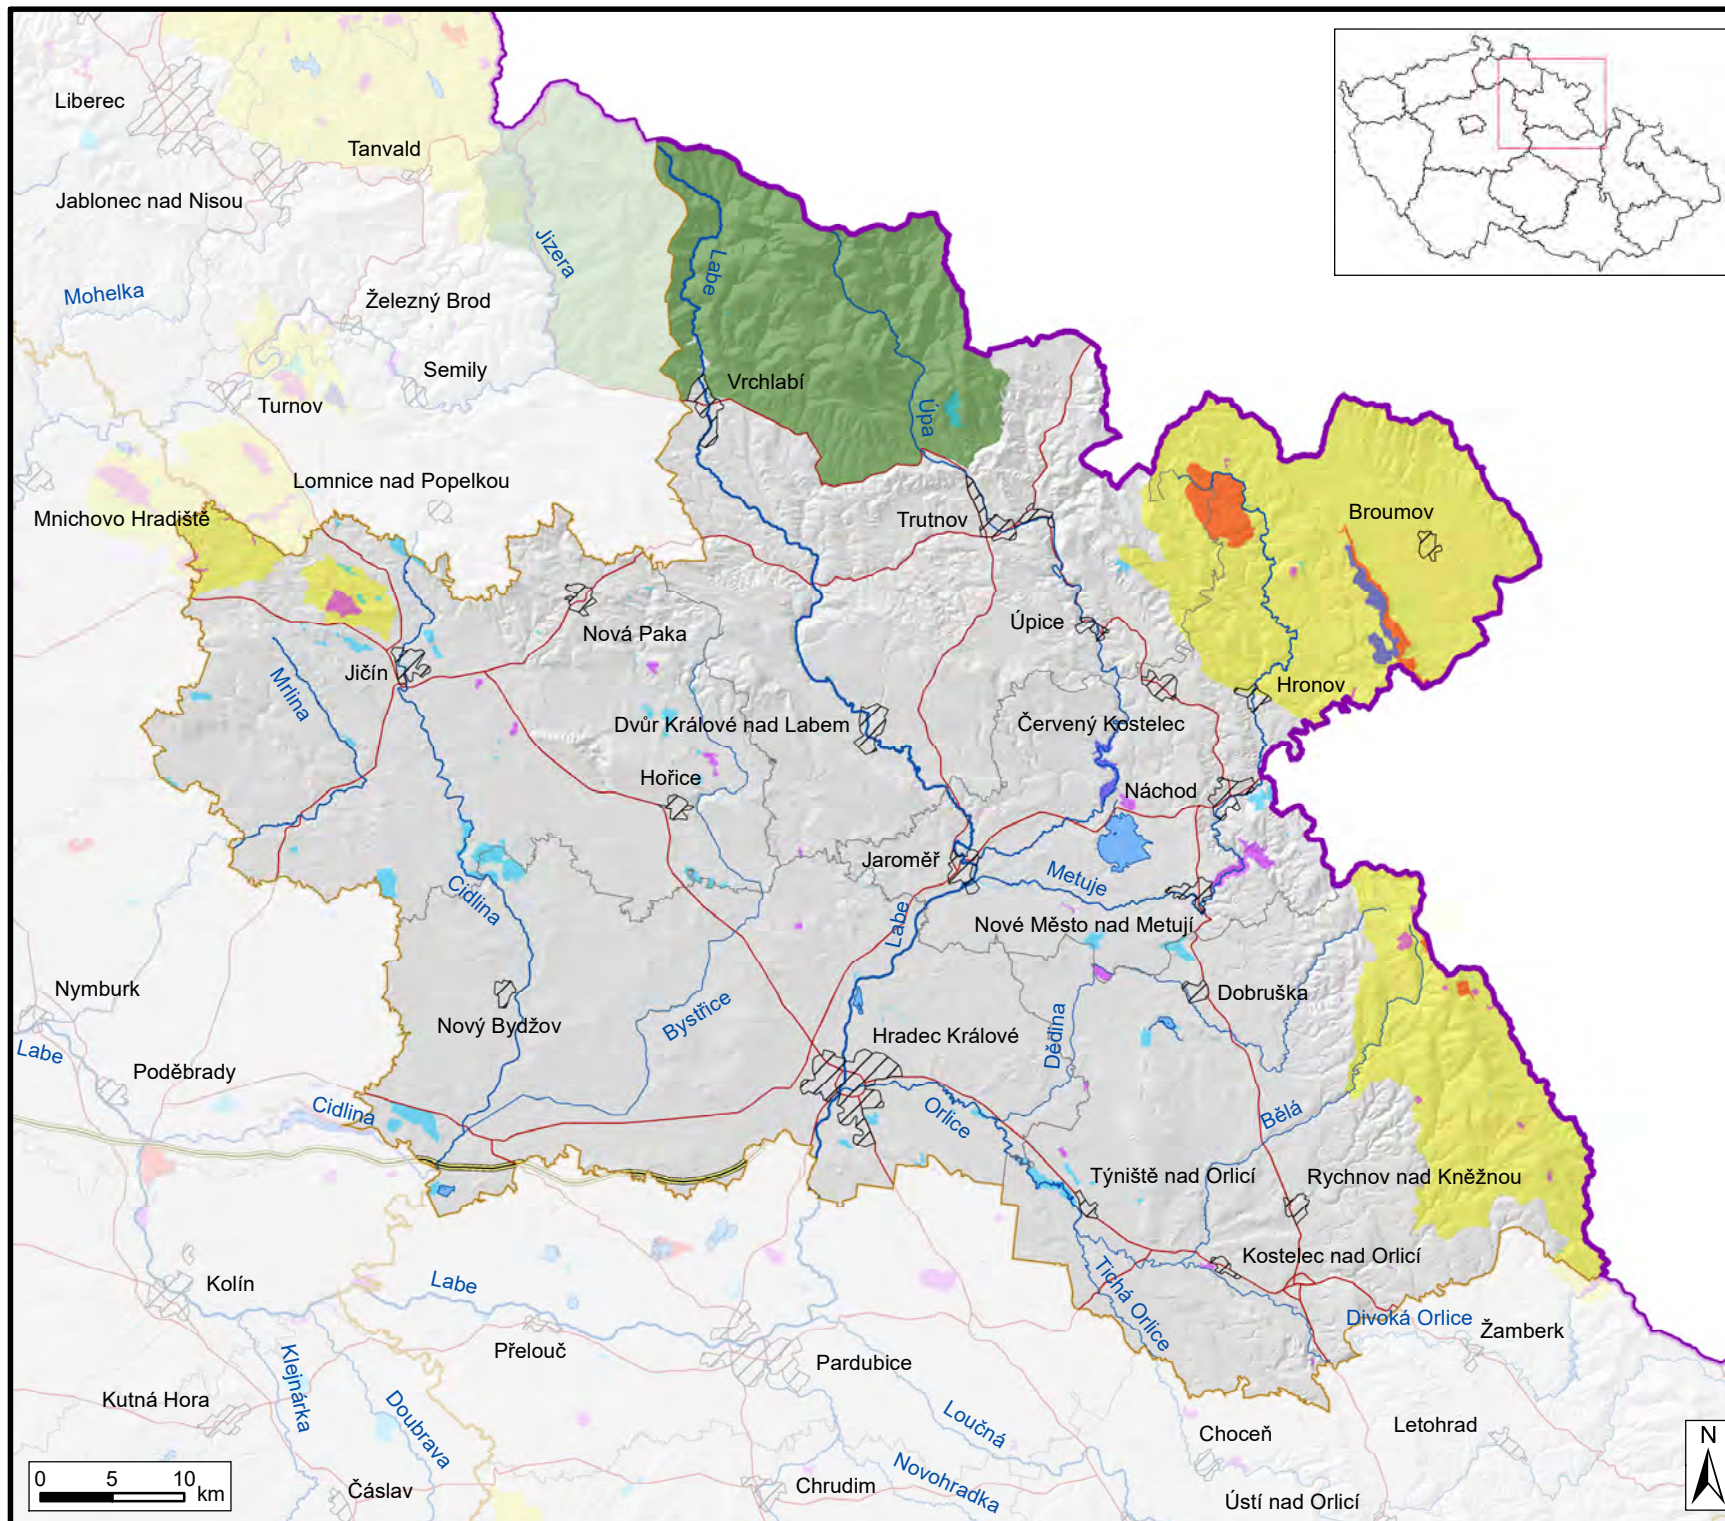 Liberec
Tanvald
Jablonec nad Nisou
Jizera
Labe
Mohelka
Železný Brod
Semily
Vrchlabí
Turnov
Úpa
Lomnice nad Popelkou
Mnichovo Hradiště
Trutnov
Broumov
Nová Paka
Úpice
Jičín
Mrlina
Hronov
Dvůr Králové nad Labem
Červený Kostelec
Hořice
Náchod
Jaroměř
Metuje
Cidlina
Labe
Nové Město nad Metují
Nymburk
Dobruška
Nový Bydžov
Bystřice
Hradec Králové
Dědina
Labe
Poděbrady
Cidlina
Orlice
Bělá
Týniště nad Orlicí
Rychnov nad Kněžnou
Kostelec nad Orlicí
Kolín
Labe
Tichá Orlice
Divoká Orlice
Žamberk
Přelouč
Pardubice
Klejnárka
Kutná Hora
Doubrava
Loučná
Choceň
Letohrad
N
Novohradka
0 5 10
km
Čáslav
Chrudim
Ústí nad Orlicí